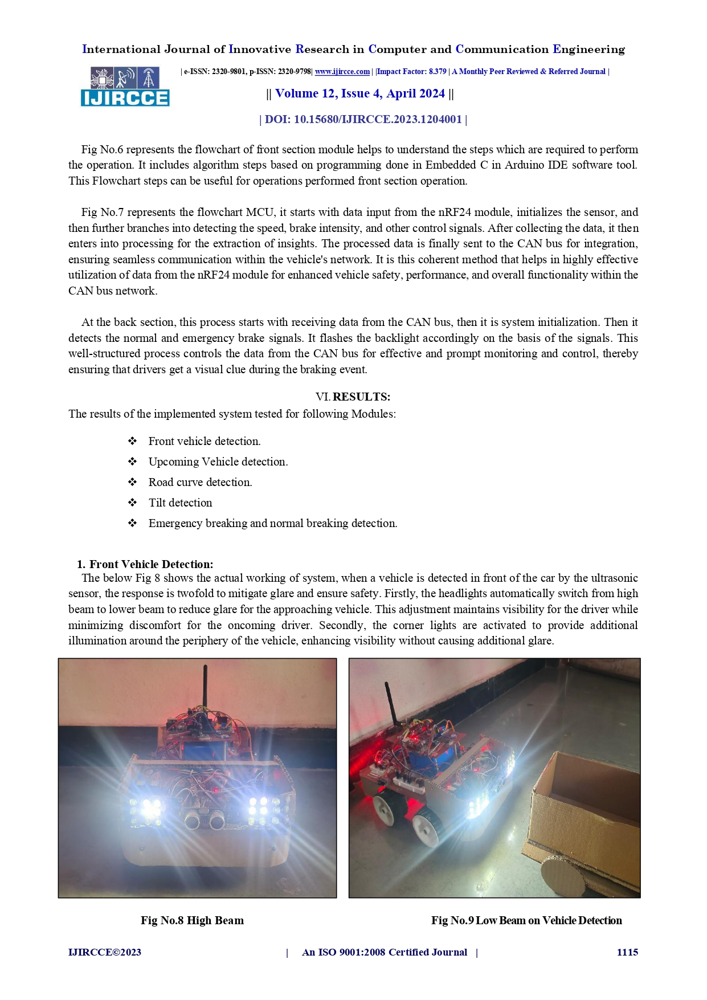 International Journal of Innovative Research in Computer and Communication Engineering
| e-ISSN: 2320-9801, p-ISSN: 2320-9798| www.ijircce.com | |Impact Factor: 8.379 | A Monthly Peer Reviewed & Referred Journal |
IJIRCCE
|| Volume 12, Issue 4, April 2024 ||
| DOI: 10.15680/IJIRCCE.2023.1204001 |
Fig No.6 represents the flowchart of front section module helps to understand the steps which are required to perform
the operation. It includes algorithm steps based on programming done in Embedded C in Arduino IDE software tool.
This Flowchart steps can be useful for operations performed front section operation.
Fig No.7 represents the flowchart MCU, it starts with data input from the nRF24 module, initializes the sensor, and
then further branches into detecting the speed, brake intensity, and other control signals. After collecting the data, it then
enters into processing for the extraction of insights. The processed data is finally sent to the CAN bus for integration,
ensuring seamless communication within the vehicle's network. It is this coherent method that helps in highly effective
utilization of data from the nRF24 module for enhanced vehicle safety, performance, and overall functionality within the
CAN bus network.
At the back section, this process starts with receiving data from the CAN bus, then it is system initialization. Then it
detects the normal and emergency brake signals. It flashes the backlight accordingly on the basis of the signals. This
well-structured process controls the data from the CAN bus for effective and prompt monitoring and control, thereby
ensuring that drivers get a visual clue during the braking event.
VI. RESULTS:
The results of the implemented system tested for following Modules:
❖ Front vehicle detection.
❖ Upcoming Vehicle detection.
❖ Road curve detection.
❖ Tilt detection
❖ Emergency breaking and normal breaking detection.
1. Front Vehicle Detection:
The below Fig 8 shows the actual working of system, when a vehicle is detected in front of the car by the ultrasonic
sensor, the response is twofold to mitigate glare and ensure safety. Firstly, the headlights automatically switch from high
beam to lower beam to reduce glare for the approaching vehicle. This adjustment maintains visibility for the driver while
minimizing discomfort for the oncoming driver. Secondly, the corner lights are activated to provide additional
illumination around the periphery of the vehicle, enhancing visibility without causing additional glare.
Fig No.8 High Beam
Fig No.9 Low Beam on Vehicle Detection
IJIRCCE©2023 | An ISO 9001:2008 Certified Journal | 1115